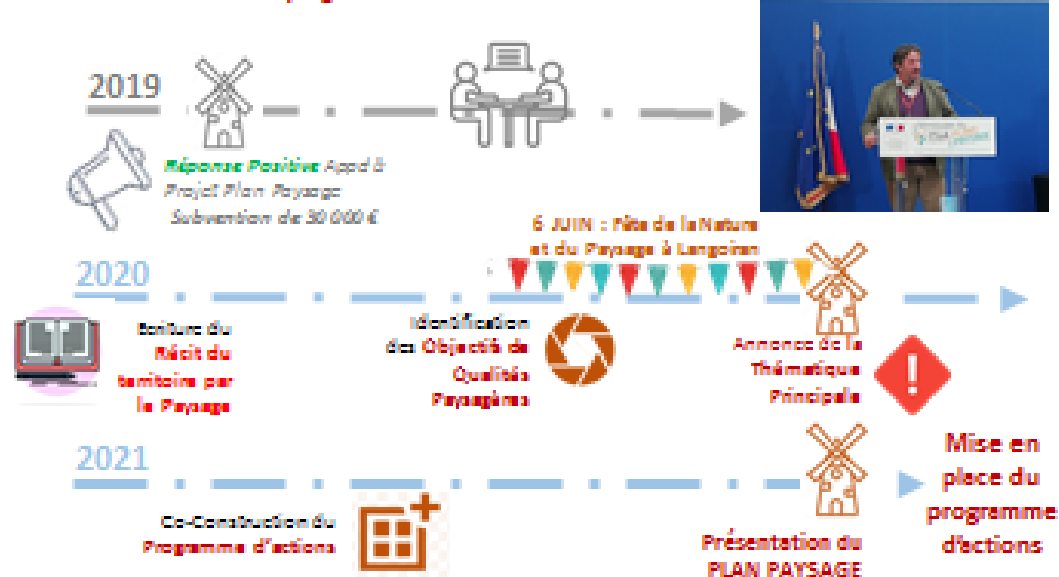 2019
Réponse Positive Appel à
Projet Plan Paysage
Subvention de 30 000 €
6 JUIN : Fête de la Nature
et du Paysage à Langoiran
2020
Ecriture du
Récit du
territoire par
le Paysage
Identification
des Objectifs de
Qualités
Paysagères
Annonce de la
Thématique
Principale
2021
Co-Construction du
Programme d'actions
Présentation du
PLAN PAYSAGE
Mise en
place du
programme
d'actions